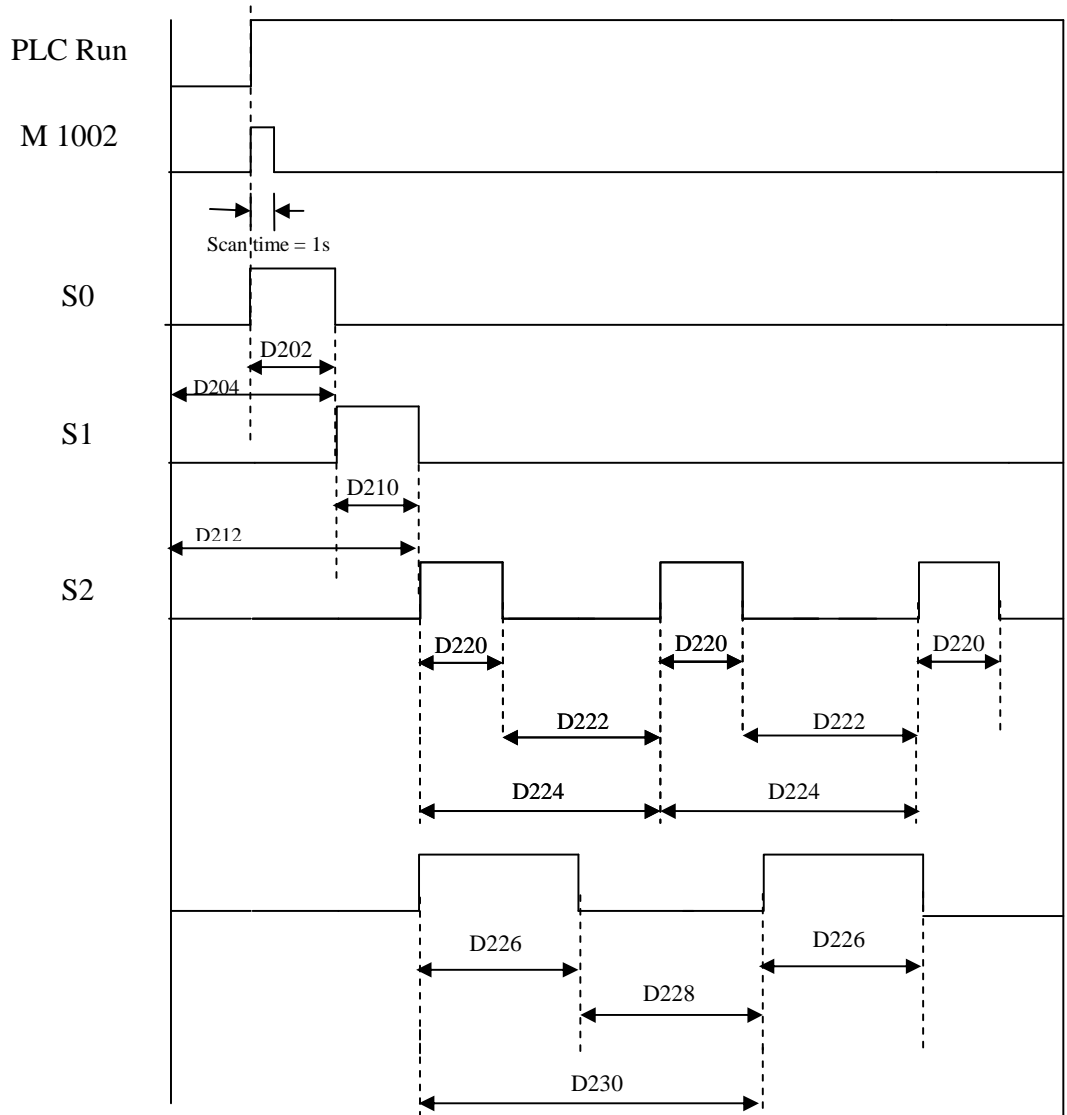 PLC Run
M 1002
Scan time = 1s
S0
D202
D204
S1
D210
D212
S2
D220 D220 D220
D222 D222
D224 D224
D226 D226
D228
D230